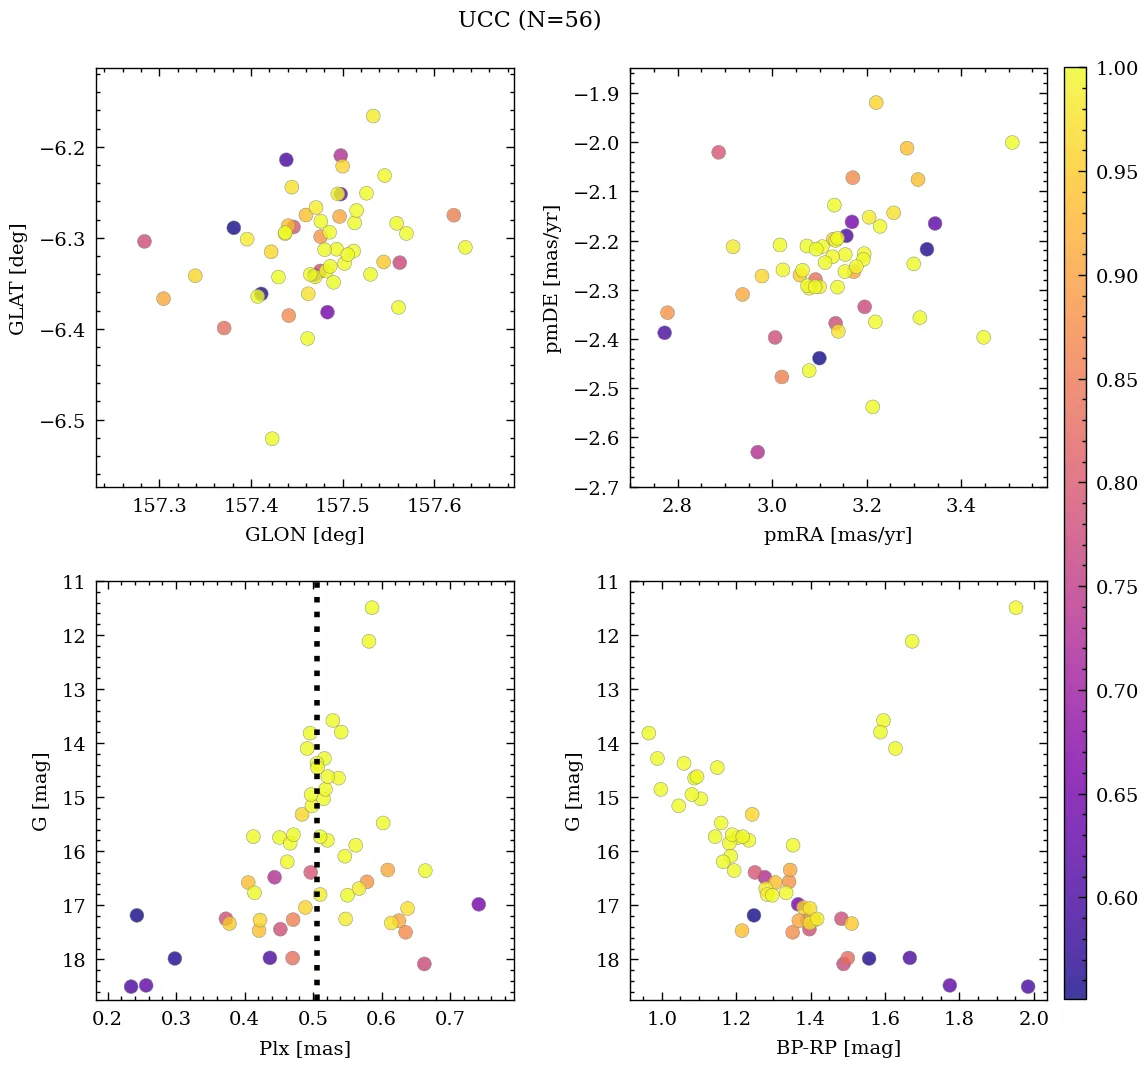 UCC (N=56)
−6.2
−6.3
−6.4
−6.5
GLAT [deg]
157.3 157.4 157.5 157.6
GLON [deg]
−1.9
−2.0
−2.1
−2.2
−2.3
−2.4
−2.5
−2.6
−2.7
pmDE [mas/yr]
2.8 3.0 3.2 3.4
pmRA [mas/yr]
11
12
13
14
15
16
17
18
G [mag]
0.2 0.3 0.4 0.5 0.6 0.7
Plx [mas]
11
12
13
14
15
16
17
18
G [mag]
1.0 1.2 1.4 1.6 1.8 2.0
BP-RP [mag]
1.00
0.95
0.90
0.85
0.80
0.75
0.70
0.65
0.60